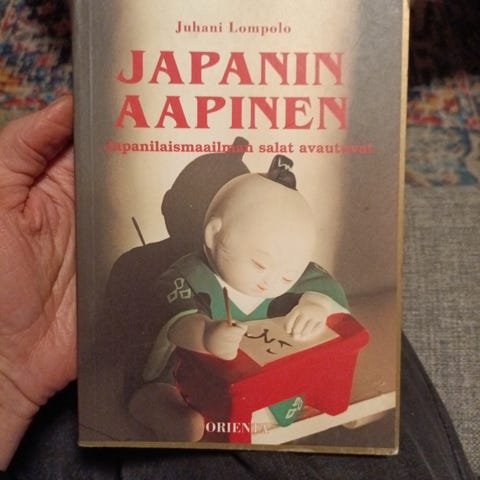 Juhani Lompolo
JAPANIN
AAPINEN
Japanilaismaailman salat avautuvat
ORIENTA